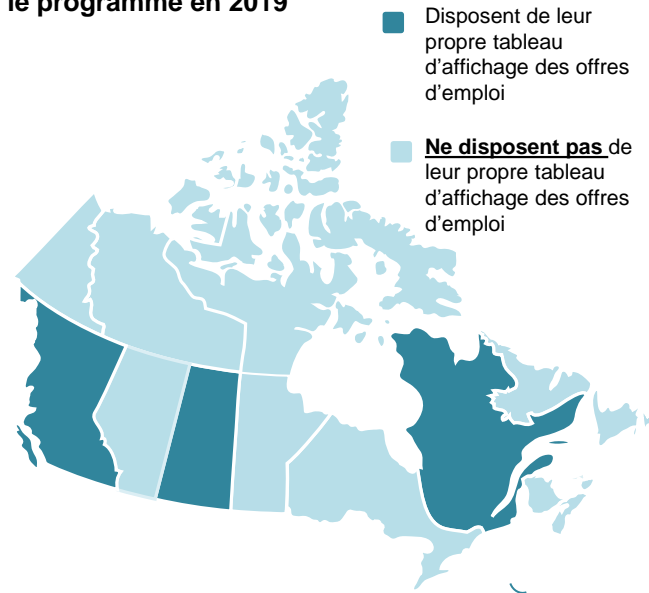 le programme en 2019
Disposent de leur
propre tableau
d'affichage des offres
d'emploi
Ne disposent pas de
leur propre tableau
d'affichage des offres
d'emploi